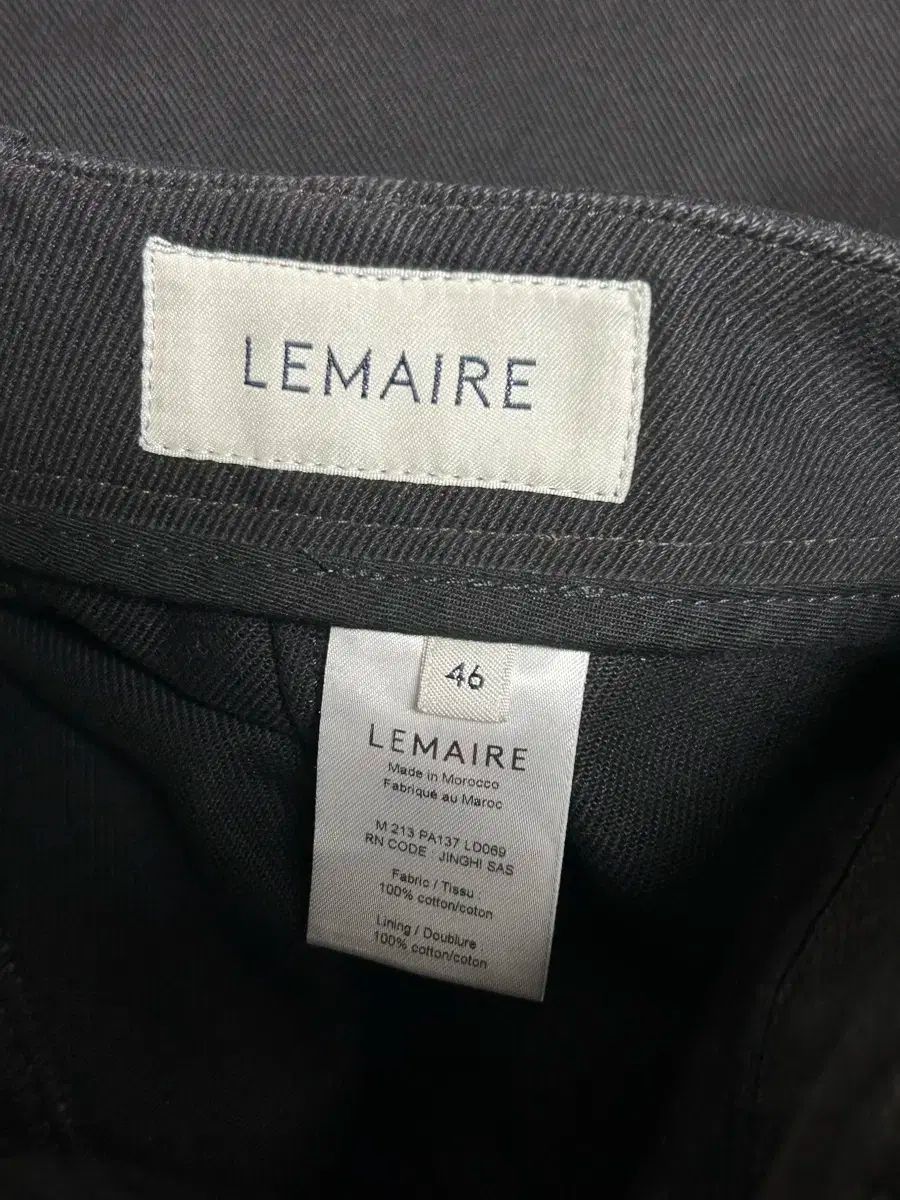 LEMAIRE
46
LEMAIRE
Made in Morocco
Fabriqué au Maroc
M 213 PA137 LD069
RN CODE : JINGHI SAS
Fabric / Tissu :
100% cotton/coton
Lining / Doublure
100% cotton/coton